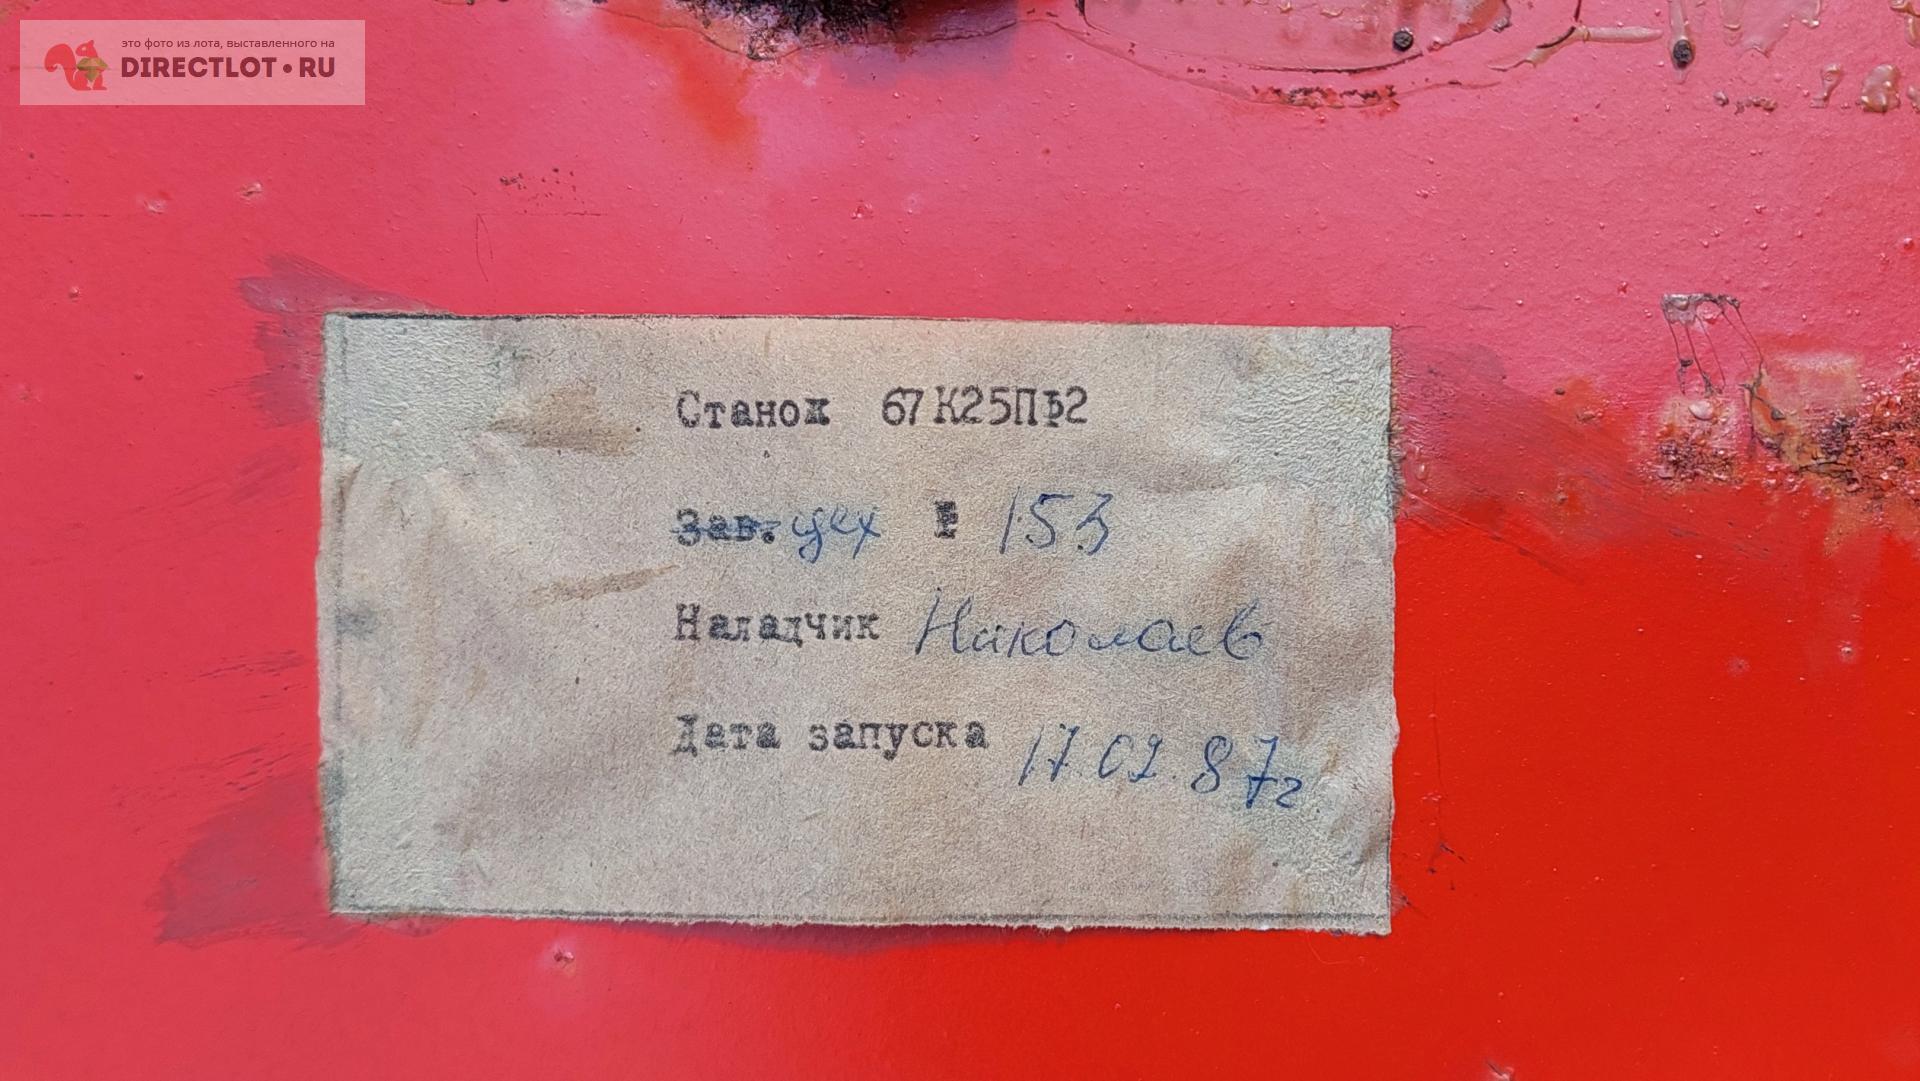 это фото из лота, выставленного на
DIRECTLOT•RU
Станок 67К25ПФ2
Зав. цех № 153
Наладчик Николаев
Дата запуска 17.02.87г